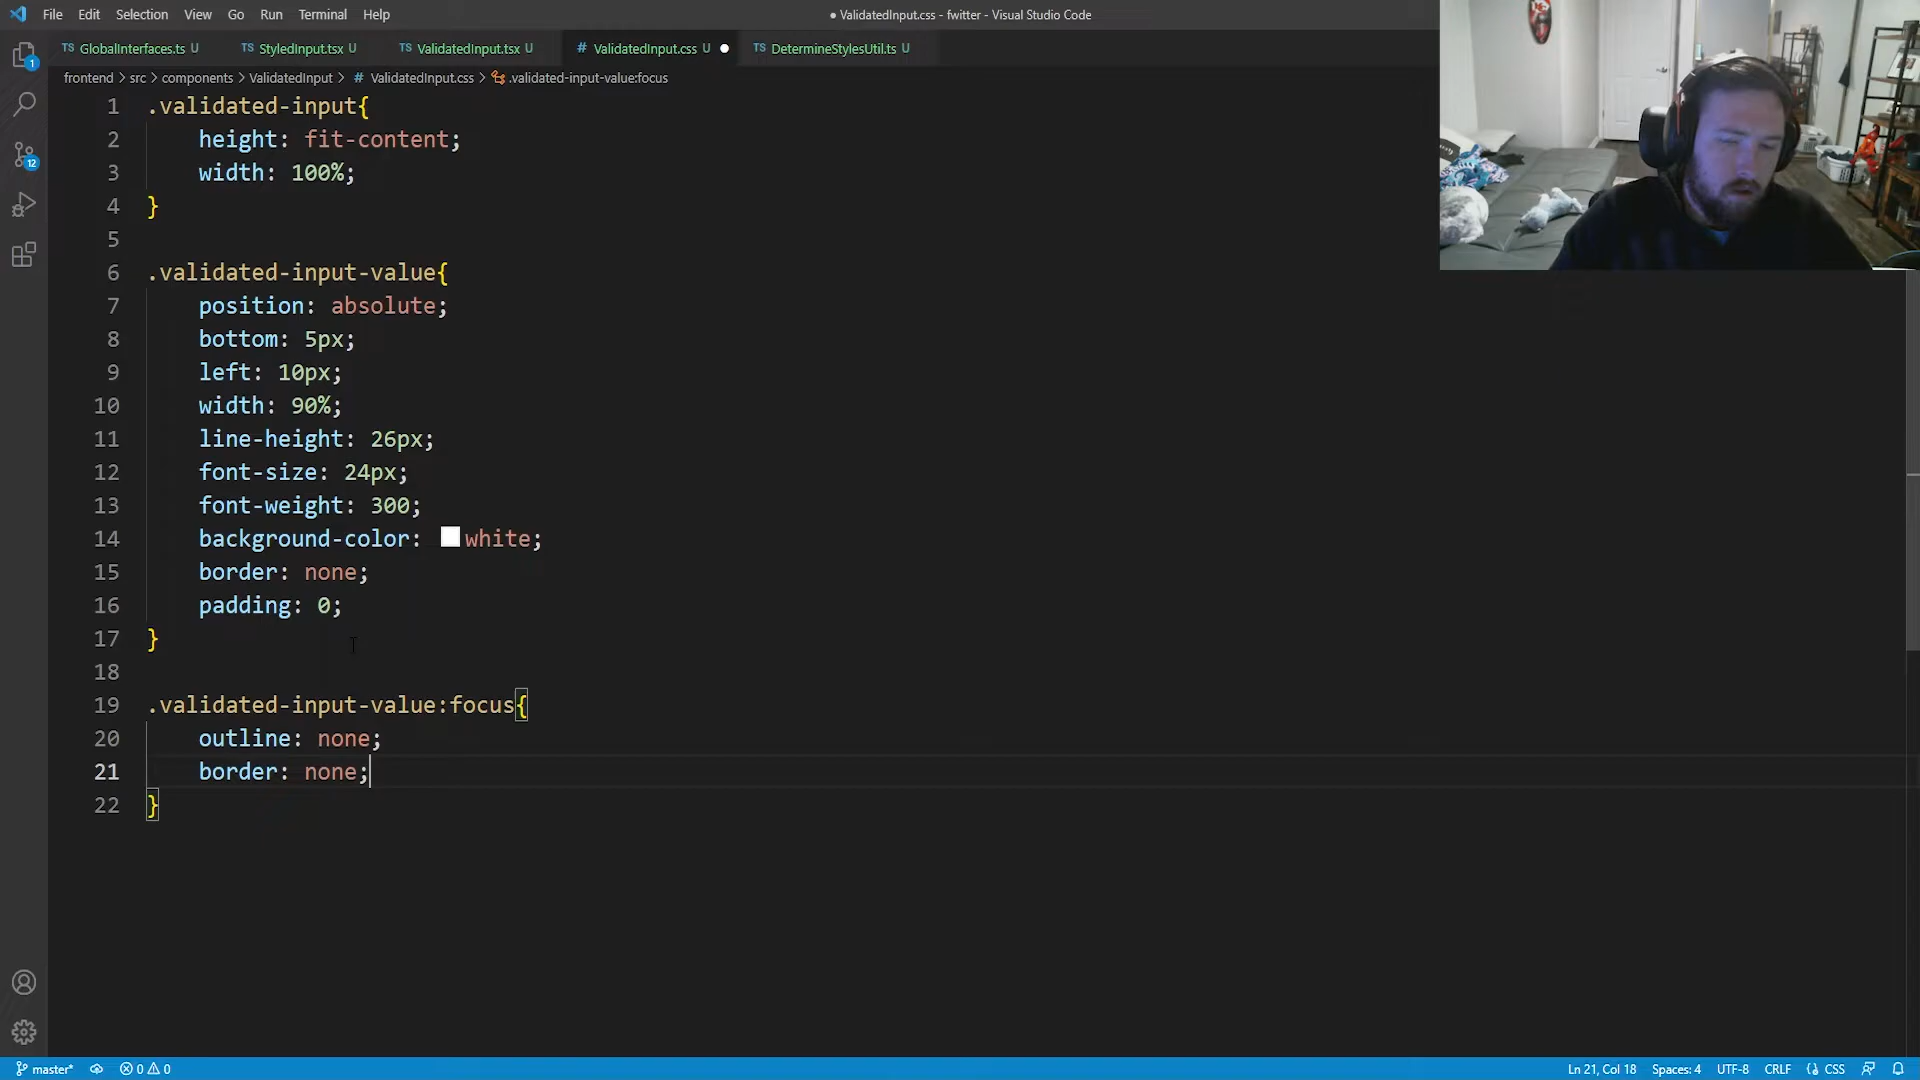 File Edit Selection View Go Run Terminal Help
● ValidatedInput.css - fwitter - Visual Studio Code
TS GlobalInterfaces.ts U
TS StyledInput.tsx U
TS ValidatedInput.tsx U
# ValidatedInput.css U
TS DetermineStylesUtil.ts U
frontend > src > components > ValidatedInput > # ValidatedInput.css > .validated-input-value:focus
1 .validated-input{
2 height: fit-content;
3 width: 100%;
4 }
5
6 .validated-input-value{
7 position: absolute;
8 bottom: 5px;
9 left: 10px;
10 width: 90%;
11 line-height: 26px;
12 font-size: 24px;
13 font-weight: 300;
14 background-color: white;
15 border: none;
16 padding: 0;
17 }
18
19 .validated-input-value:focus{
20 outline: none;
21 border: none;
22 }
1
12
master* 0 0
Ln 21, Col 18 Spaces: 4 UTF-8 CRLF {} CSS